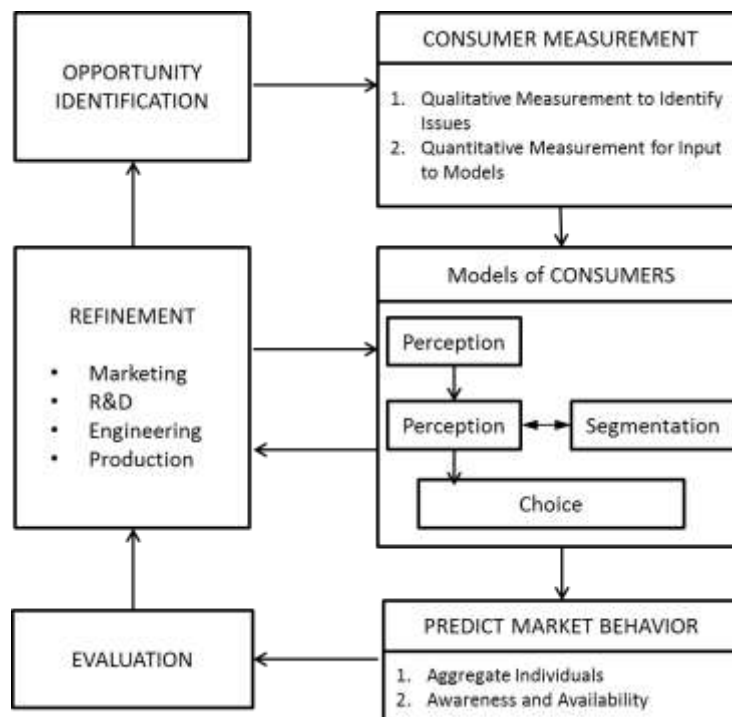 OPPORTUNITY
IDENTIFICATION
CONSUMER MEASUREMENT
1. Qualitative Measurement to Identify
Issues
2. Quantitative Measurement for Input
to Models
REFINEMENT
• Marketing
• R&D
• Engineering
• Production
Models of CONSUMERS
Perception
Perception
Segmentation
Choice
EVALUATION
PREDICT MARKET BEHAVIOR
1. Aggregate Individuals
2. Awareness and Availability